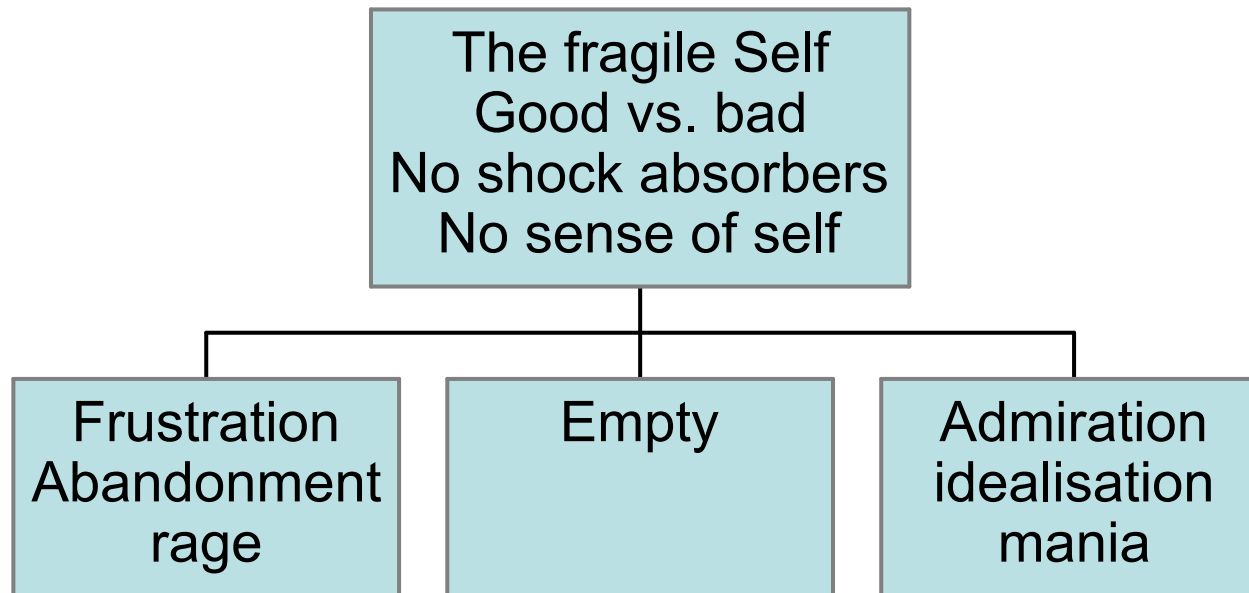 The fragile Self
Good vs. bad
No shock absorbers
No sense of self
Frustration
Abandonment
rage
Empty
Admiration
idealisation
mania